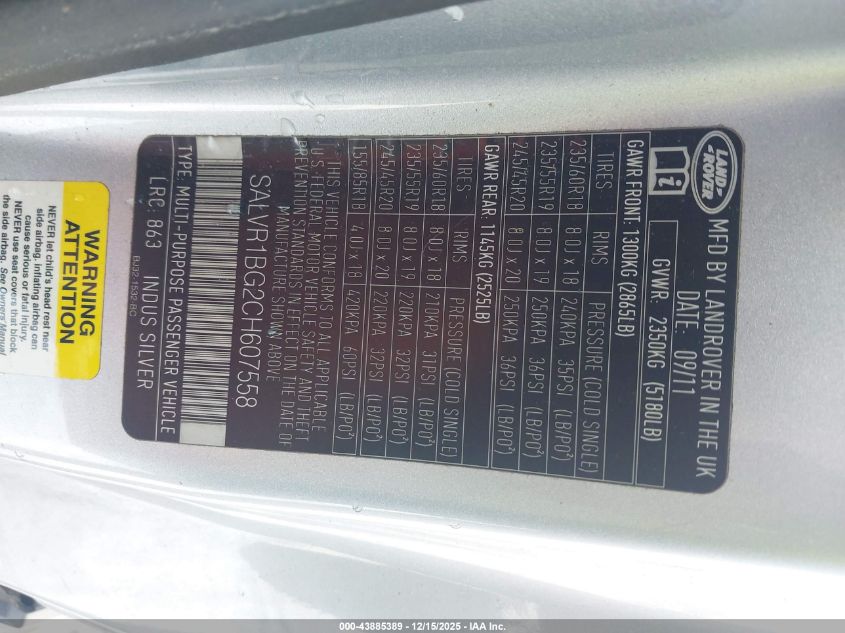 LAND-
ROVER
MFD BY LANDROVER IN THE UK
DATE: 09/11
GVWR: 2350KG (5180LB)
GAWR FRONT: 1300KG (2865LB)
TIRES RIMS PRESSURE (COLD SINGLE)
235/60R18 8.0J x 18 240KPA 35PSI (LB/PO²)
235/55R19 8.0J x 19 250KPA 36PSI (LB/PO²)
245/45R20 8.0J x 20 250KPA 36PSI (LB/PO²)
GAWR REAR: 1145KG (2525LB)
TIRES RIMS PRESSURE (COLD SINGLE)
235/60R18 8.0J x 18 210KPA 31PSI (LB/PO²)
235/55R19 8.0J x 19 220KPA 32PSI (LB/PO²)
245/45R20 8.0J x 20 220KPA 32PSI (LB/PO²)
155/85R18 4.0J x 18 420KPA 60PSI (LB/PO²)
THIS VEHICLE CONFORMS TO ALL APPLICABLE
U.S. FEDERAL MOTOR VEHICLE SAFETY AND THEFT
PREVENTION STANDARDS IN EFFECT ON THE DATE OF
MANUFACTURE SHOWN ABOVE
SALVR1BG2CH607558
TYPE: MULTI-PURPOSE PASSENGER VEHICLE
LRC: 863 INDUS SILVER
BJ32-1532-BC
WARNING
ATTENTION
NEVER let child's head rest near
side airbag, inflating airbag can
cause serious or fatal injury.
NEVER use seat covers that block
the side airbag. See Owners Manual
000-43885389 - 12/15/2025 - IAA Inc.